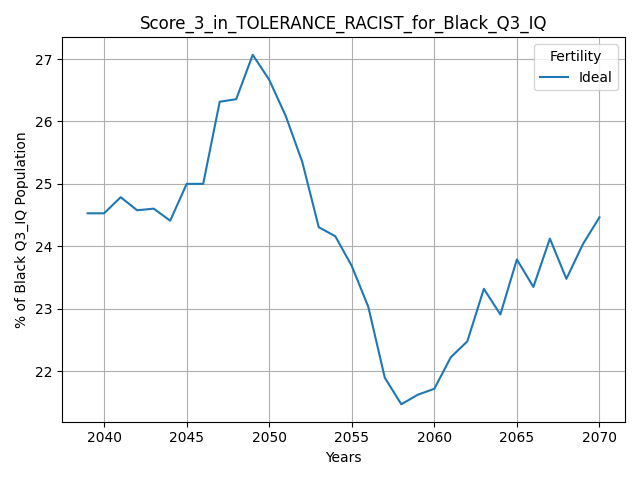 Score_3_in_TOLERANCE_RACIST_for_Black_Q3_IQ
Fertility
Ideal
% of Black Q3_IQ Population
27
26
25
24
23
22
2040
2045
2050
2055
2060
2065
2070
Years